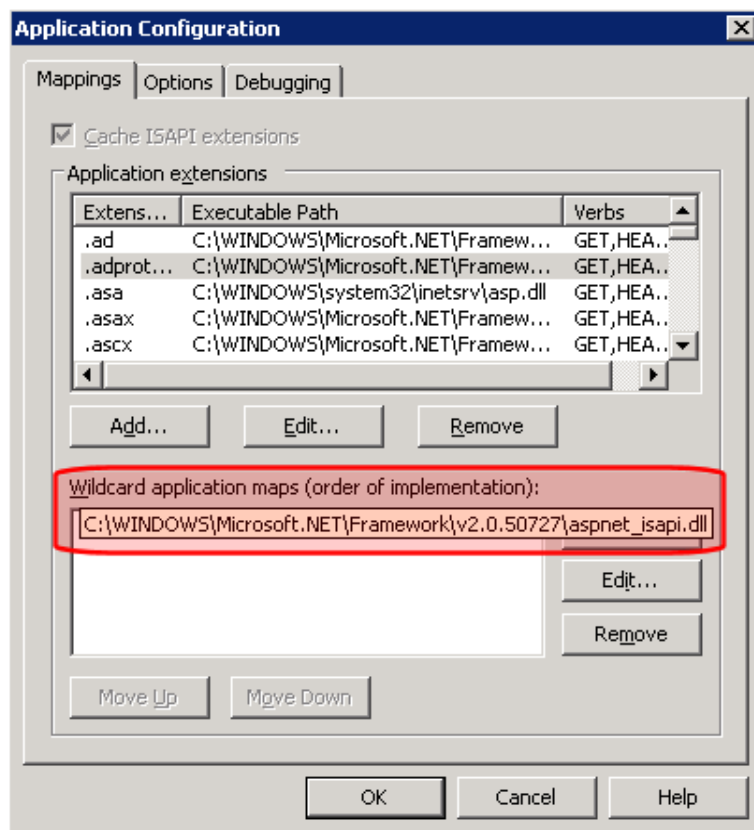 Application Configuration
Mappings Options Debugging
Cache ISAPI extensions
Application extensions
Extens... Executable Path Verbs
.ad C:\WINDOWS\Microsoft.NET\Framew... GET,HEA..
.adprot... C:\WINDOWS\Microsoft.NET\Framew... GET,HEA..
.asa C:\WINDOWS\system32\inetsrv\asp.dll GET,HEA..
.asax C:\WINDOWS\Microsoft.NET\Framew... GET,HEA..
.ascx C:\WINDOWS\Microsoft.NET\Framew... GET,HEA..
Add... Edit... Remove
Wildcard application maps (order of implementation):
C:\WINDOWS\Microsoft.NET\Framework\v2.0.50727\aspnet_isapi.dll
Edit...
Remove
Move Up Move Down
OK Cancel Help